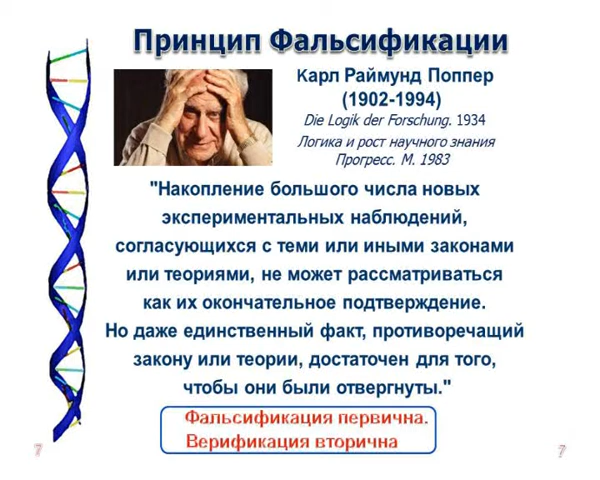 Принцип Фальсификации
Карл Раймунд Поппер
(1902-1994)
Die Logik der Forschung. 1934
Логика и рост научного знания
Прогресс. М. 1983
"Накопление большого числа новых
экспериментальных наблюдений,
согласующихся с теми или иными законами
или теориями, не может рассматриваться
как их окончательное подтверждение.
Но даже единственный факт, противоречащий
закону или теории, достаточен для того,
чтобы они были отвергнуты."
Фальсификация первична.
Верификация вторична
7
7